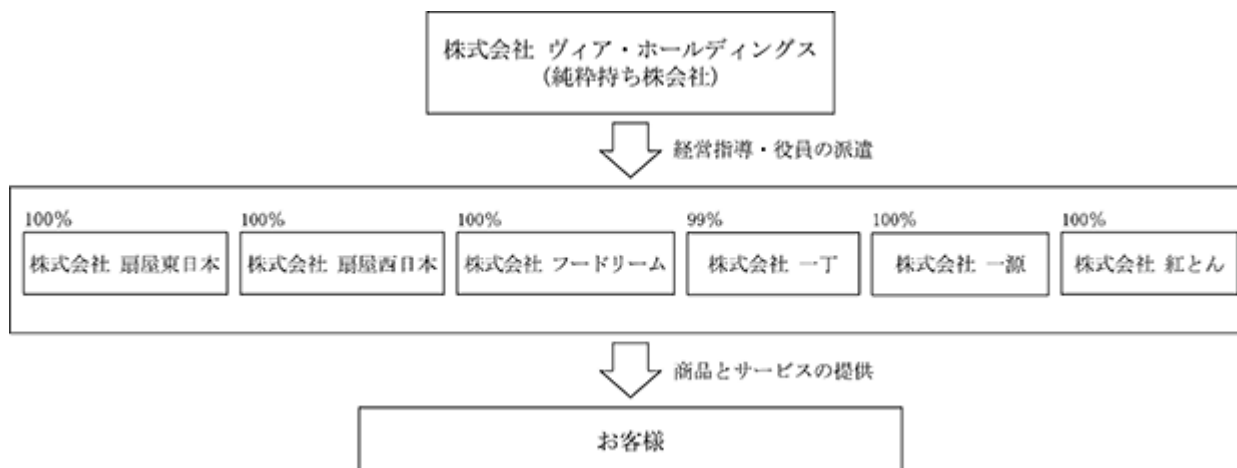 株式会社 ヴィア・ホールディングス
(純粋持ち株会社)
経営指導・役員の派遣
100% 100% 100% 99% 100% 100%
株式会社 扇屋東日本 株式会社 扇屋西日本 株式会社 フードリーム 株式会社 一丁 株式会社 一源 株式会社 紅とん
商品とサービスの提供
お客様